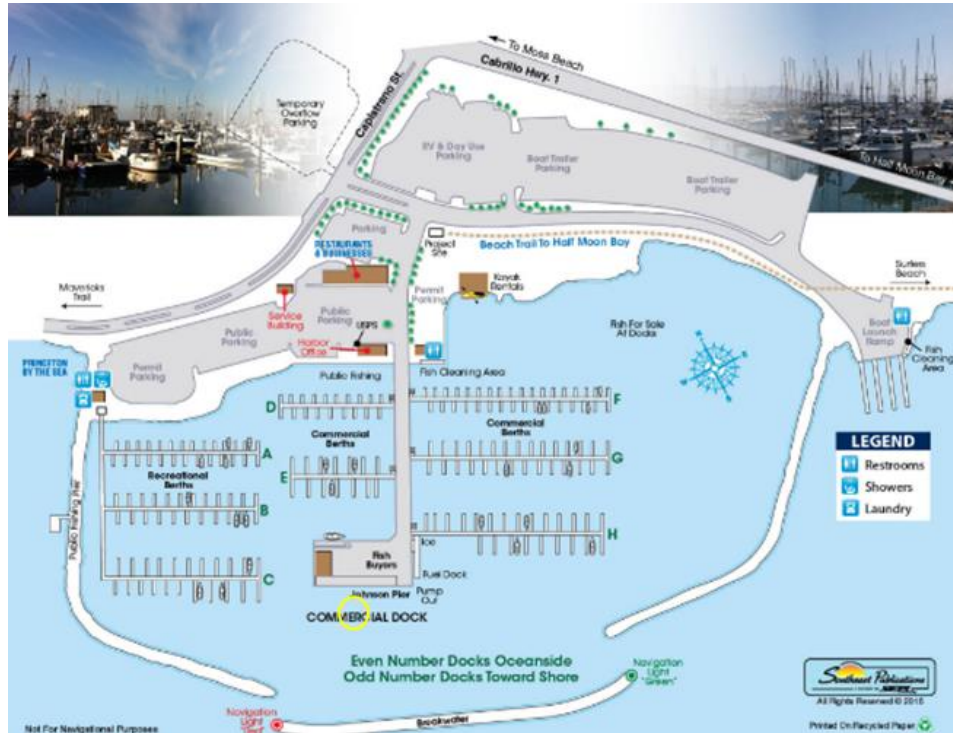 To Moss Beach
Cabrillo Hwy. 1
Temporary
Overflow
Parking
Capistrano St.
RV & Day Use
Parking
Boat Trailer
Parking
Boat Trailer
Parking
To Half Moon Bay
Parking
RESTAURANTS
& BUSINESSES
Project
Site
Beach Trail To Half Moon Bay
Mavericks
Trail
Service
Building
Public
Parking
Public
Parking
USPS
Permit
Parking
Kayak
Rentals
Surfers
Beach
Fish For Sale
At Docks
Boat
Launch
Ramp
Fish
Cleaning
Area
Harbor
Office
PRINCETON
BY THE SEA
Permit
Parking
Public Fishing
Fish Cleaning Area
D
Commercial
Berths
F
Commercial
Berths
A
Recreational
Berths
E
G
B
H
C
Public Fishing Pier
Ice
Fish
Buyers
Fuel Dock
Johnson Pier
Pump
Out
COMMERCIAL DOCK
LEGEND
Restrooms
Showers
Laundry
Even Number Docks Oceanside
Odd Number Docks Toward Shore
Navigation
Light
"Green"
Navigation
Light
"Red"
Breakwater
Southeast Publications
All Rights Reserved © 2015
Not For Navigational Purposes
Printed On Recycled Paper